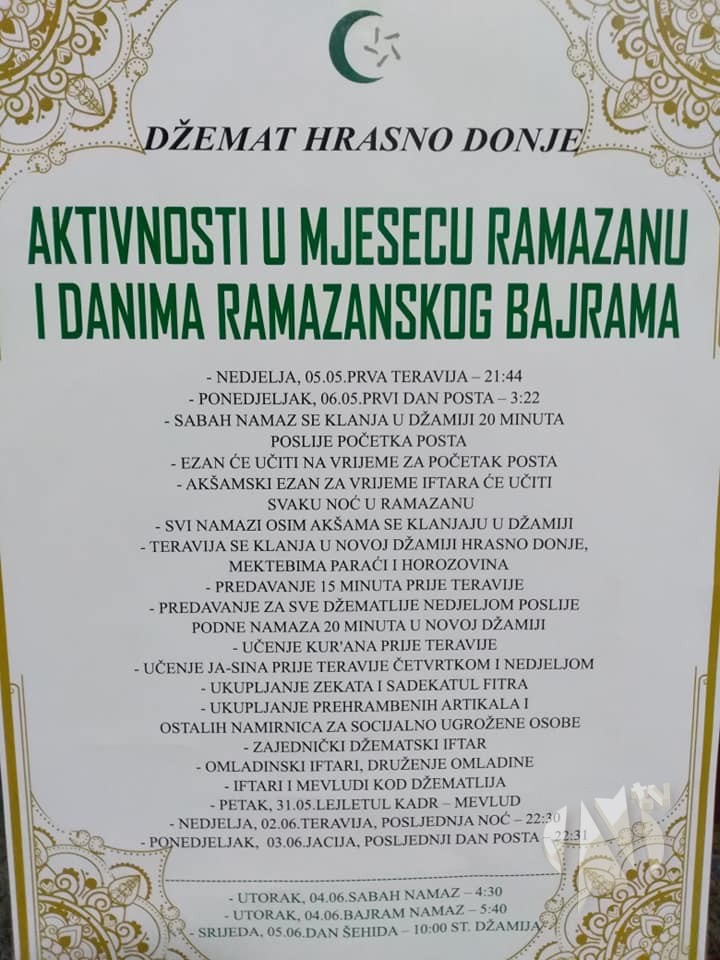 DŽEMAT HRASNO DONJE
AKTIVNOSTI U MJESECU RAMAZANU
I DANIMA RAMAZANSKOG BAJRAMA
- NEDJELJA, 05.05.PRVA TERAVIJA – 21:44
- PONEDJELJAK, 06.05.PRVI DAN POSTA – 3:22
- SABAH NAMAZ SE KLANJA U DŽAMIJI 20 MINUTA
POSLIJE POČETKA POSTA
- EZAN ĆE UČITI NA VRIJEME ZA POČETAK POSTA
- AKŠAMSKI EZAN ZA VRIJEME IFTARA ĆE UČITI
SVAKU NOĆ U RAMAZANU
- SVI NAMAZI OSIM AKŠAMA SE KLANJAJU U DŽAMIJI
- TERAVIJA SE KLANJA U NOVOJ DŽAMIJI HRASNO DONJE,
MEKTEBIMA PARAĆI I HOROZOVINA
- PREDAVANJE 15 MINUTA PRIJE TERAVIJE
- PREDAVANJE ZA SVE DŽEMATLIJE NEDJELJOM POSLIJE
PODNE NAMAZA 20 MINUTA U NOVOJ DŽAMIJI
- UČENJE KUR'ANA PRIJE TERAVIJE
- UČENJE JA-SINA PRIJE TERAVIJE ČETVRTKOM I NEDJELJOM
- UKUPLJANJE ZEKATA I SADEKATUL FITRA
- UKUPLJANJE PREHRAMBENIH ARTIKALA I
OSTALIH NAMIRNICA ZA SOCIJALNO UGROŽENE OSOBE
- ZAJEDNIČKI DŽEMATSKI IFTAR
- OMLADINSKI IFTARI, DRUŽENJE OMLADINE
- IFTARI I MEVLUDI KOD DŽEMATLIJA
- PETAK, 31.05.LEJLETUL KADR – MEVLUD
- NEDJELJA, 02.06.TERAVIJA, POSLJEDNJA NOĆ – 22:30
- PONEDJELJAK, 03.06.JACIJA, POSLJEDNJI DAN POSTA – 22:31
- UTORAK, 04.06.SABAH NAMAZ – 4:30
- UTORAK, 04.06.BAJRAM NAMAZ – 5:40
- SRIJEDA, 05.06.DAN ŠEHIDA – 10:00 ST. DŽAMIJA
tv